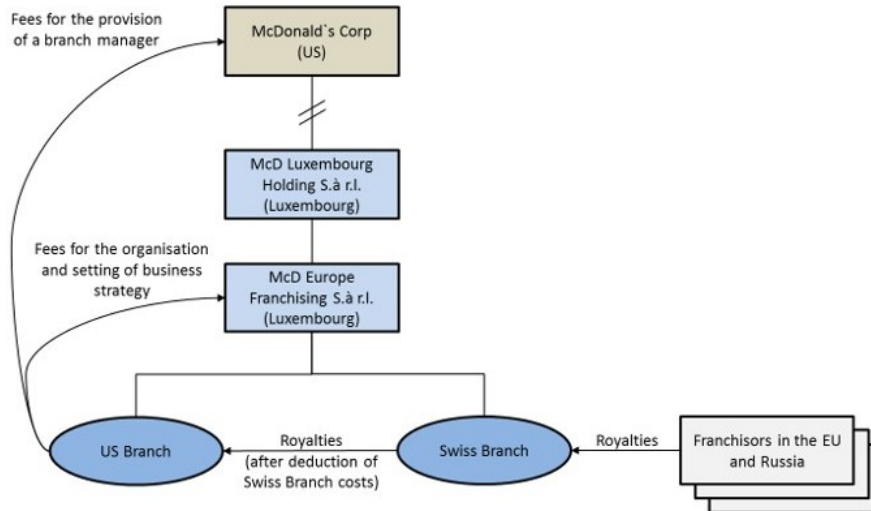 Fees for the provision
of a branch manager
McDonald`s Corp
(US)
McD Luxembourg
Holding S.à r.l.
(Luxembourg)
Fees for the organisation
and setting of business
strategy
McD Europe
Franchising S.à r.l.
(Luxembourg)
US Branch
Royalties
(after deduction of
Swiss Branch costs)
Swiss Branch
Royalties
Franchisors in the EU
and Russia